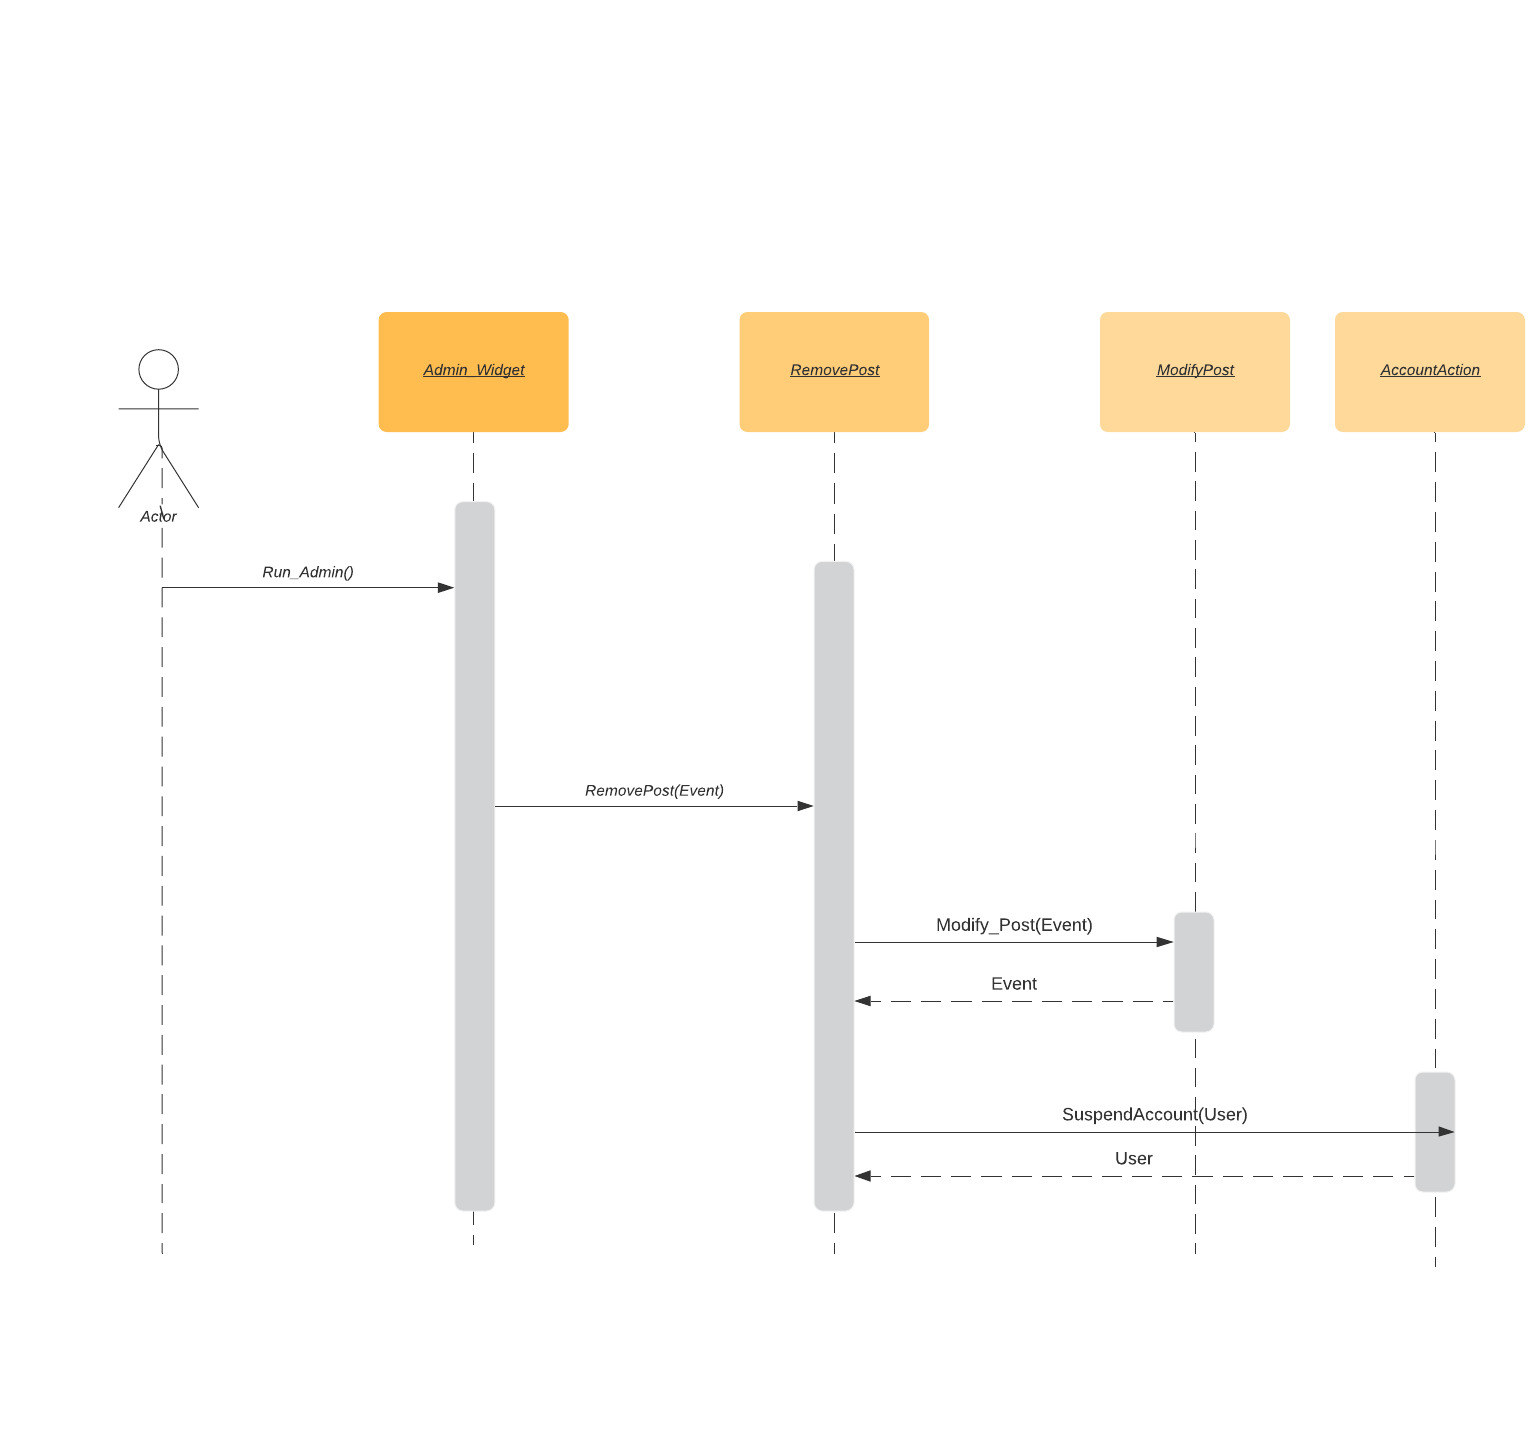 Admin_Widget
RemovePost
ModifyPost
AccountAction
Actor
Run_Admin()
RemovePost(Event)
Modify_Post(Event)
Event
SuspendAccount(User)
User